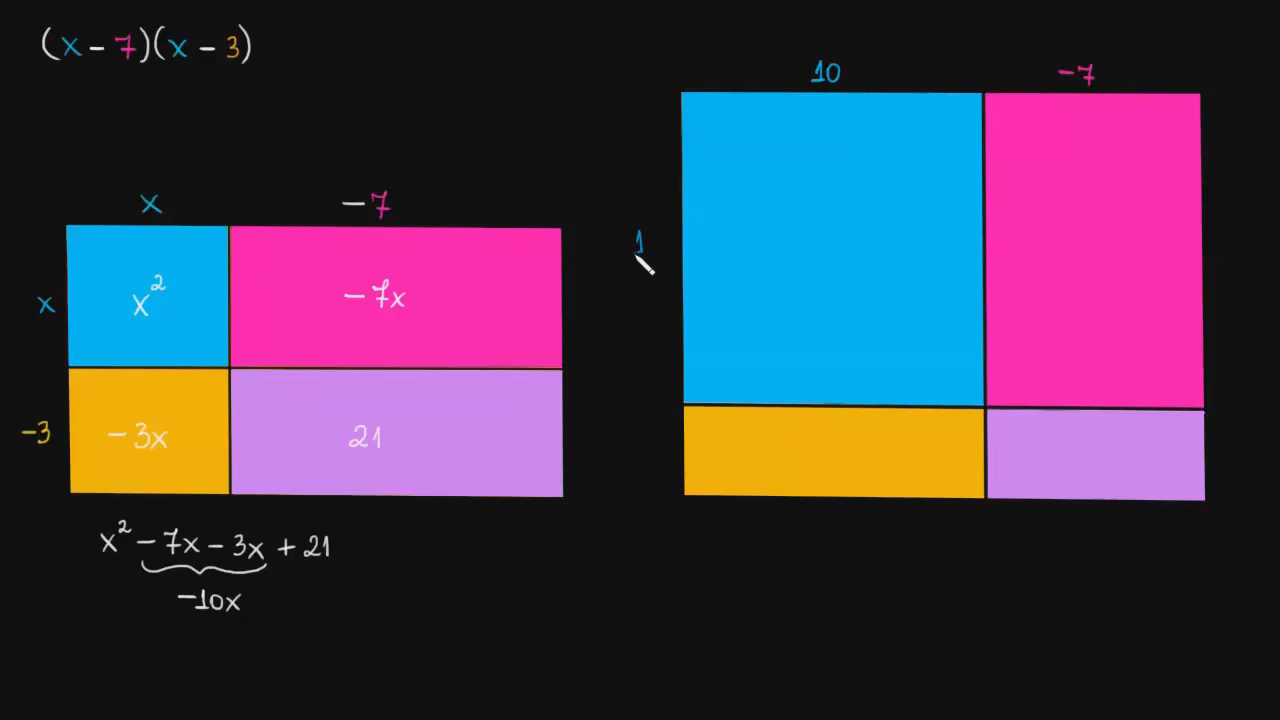 (x - 7)(x - 3)
10 -7
x -7
x x² -7x
1
-3 -3x 21
x² - 7x - 3x + 21
-10x